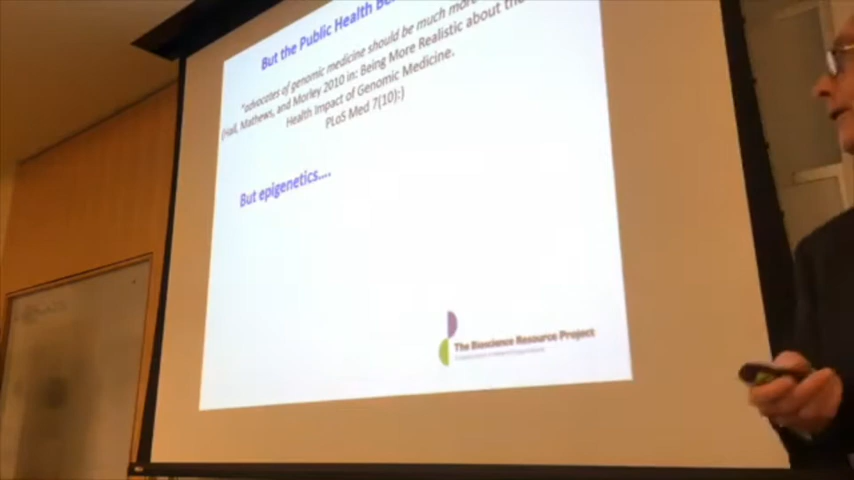 But the Public Health
"advocates of genomic medicine should be much more
(Hall, Mathews, and Morley 2010 in: Being More Realistic about the
Health Impact of Genomic Medicine.
PLoS Med 7(10):)
But epigenetics....
The Bioscience Resource Project